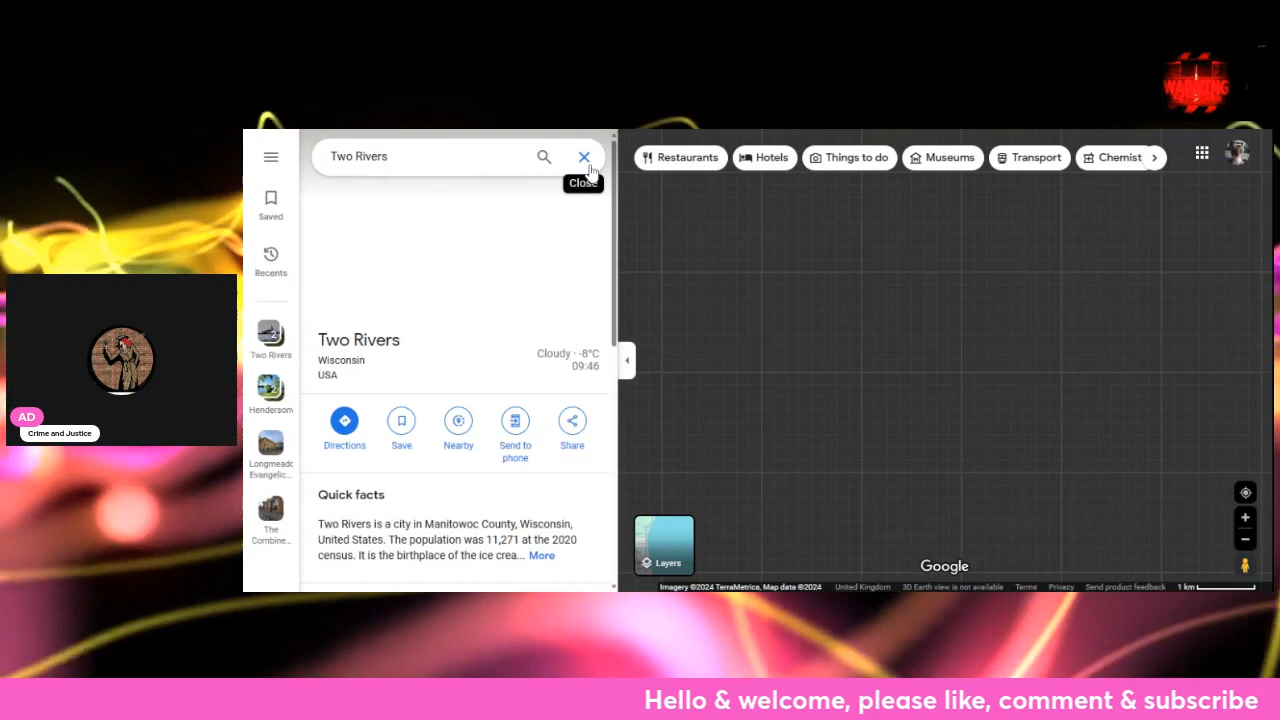 WARNING
Two Rivers
Close
Restaurants
Hotels
Things to do
Museums
Transport
Chemist
Saved
Recents
Two Rivers
2
Henderson
Longmeado
Evangelic...
The
Combine...
Two Rivers
Wisconsin
USA
Cloudy · -8°C
09:46
Directions
Save
Nearby
Send to
phone
Share
Quick facts
Two Rivers is a city in Manitowoc County, Wisconsin,
United States. The population was 11,271 at the 2020
census. It is the birthplace of the ice crea... More
AD
Crime and Justice
Layers
Google
Imagery ©2024 TerraMetrics, Map data ©2024 United Kingdom 3D Earth view is not available Terms Privacy Send product feedback 1 km
Hello & welcome, please like, comment & subscribe